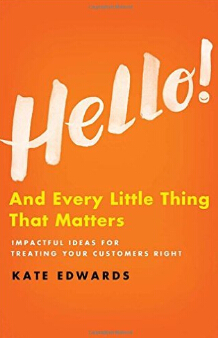 Hello!
And Every Little Thing
That Matters
IMPACTFUL IDEAS FOR
TREATING YOUR CUSTOMERS RIGHT
KATE EDWARDS